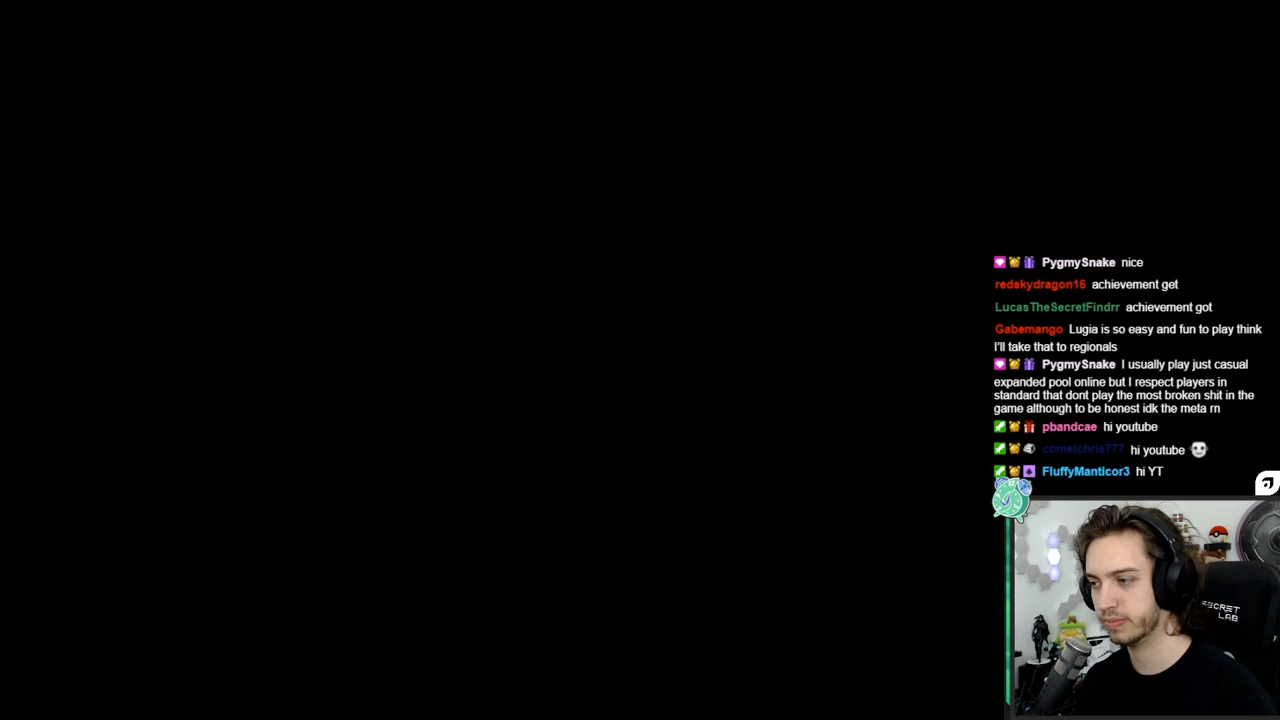 PygmySnake nice
redskydragon16 achievement get
LucasTheSecretFindrr achievement got
Gabemango Lugia is so easy and fun to play think
I'll take that to regionals
PygmySnake I usually play just casual
expanded pool online but I respect players in
standard that dont play the most broken shit in the
game although to be honest idk the meta rn
pbandcae hi youtube
cometchris777 hi youtube
FluffyManticor3 hi YT
SECRET
LAB